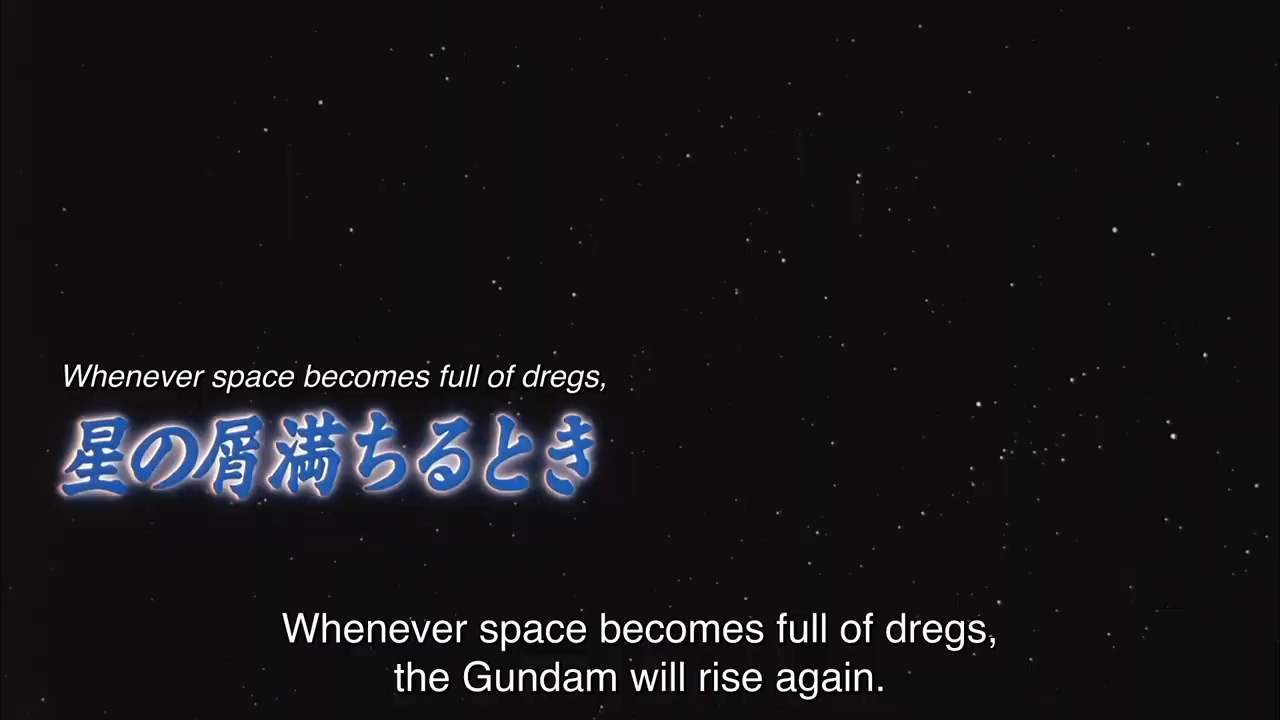 Whenever space becomes full of dregs,
星の屑満ちるとき
Whenever space becomes full of dregs,
the Gundam will rise again.